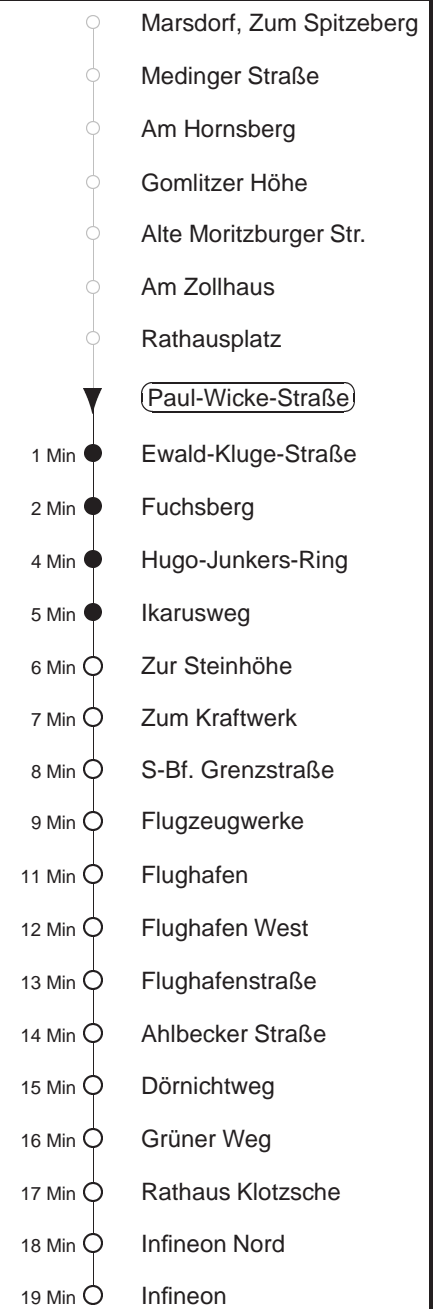 Marsdorf, Zum Spitzeberg
Medinger Straße
Am Hornsberg
Gomlitzer Höhe
Alte Moritzburger Str.
Am Zollhaus
Rathausplatz
Paul-Wicke-Straße
1 Min Ewald-Kluge-Straße
2 Min Fuchsberg
4 Min Hugo-Junkers-Ring
5 Min Ikarusweg
6 Min Zur Steinhöhe
7 Min Zum Kraftwerk
8 Min S-Bf. Grenzstraße
9 Min Flugzeugwerke
11 Min Flughafen
12 Min Flughafen West
13 Min Flughafenstraße
14 Min Ahlbecker Straße
15 Min Dörnichtweg
16 Min Grüner Weg
17 Min Rathaus Klotzsche
18 Min Infineon Nord
19 Min Infineon